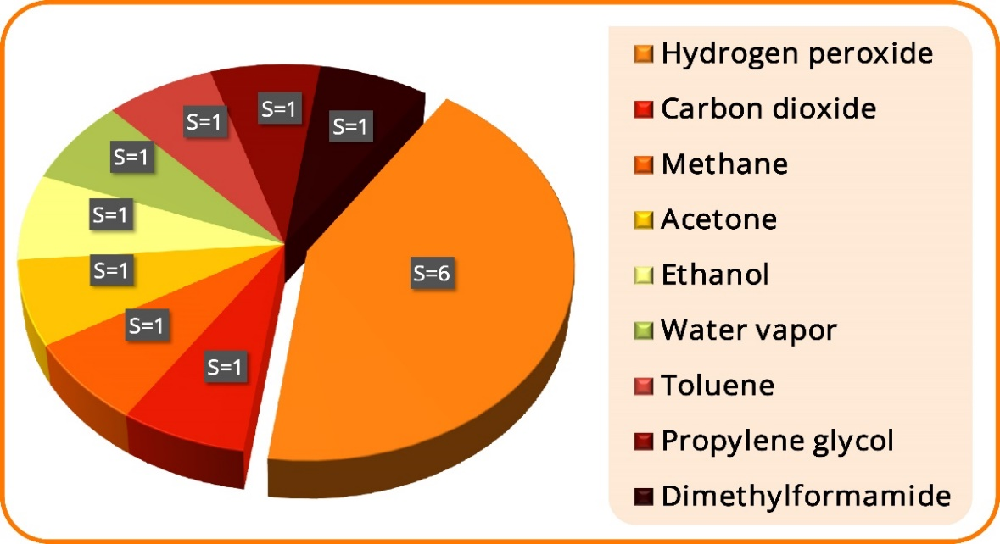 S=1
S=1
S=1
S=1
S=1
S=1
S=6
S=1
S=1
Hydrogen peroxide
Carbon dioxide
Methane
Acetone
Ethanol
Water vapor
Toluene
Propylene glycol
Dimethylformamide